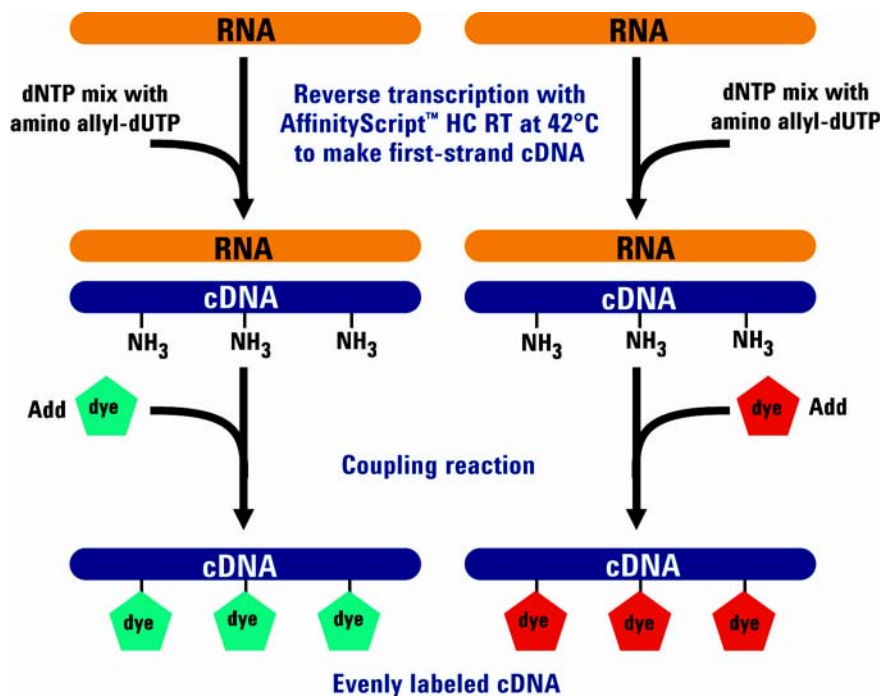 RNA
RNA
dNTP mix with
amino allyl-dUTP
Reverse transcription with
AffinityScript™ HC RT at 42°C
to make first-strand cDNA
dNTP mix with
amino allyl-dUTP
RNA
RNA
cDNA
cDNA
NH3 NH3 NH3
NH3 NH3 NH3
Add dye
dye Add
Coupling reaction
cDNA
cDNA
dye dye dye
dye dye dye
Evenly labeled cDNA